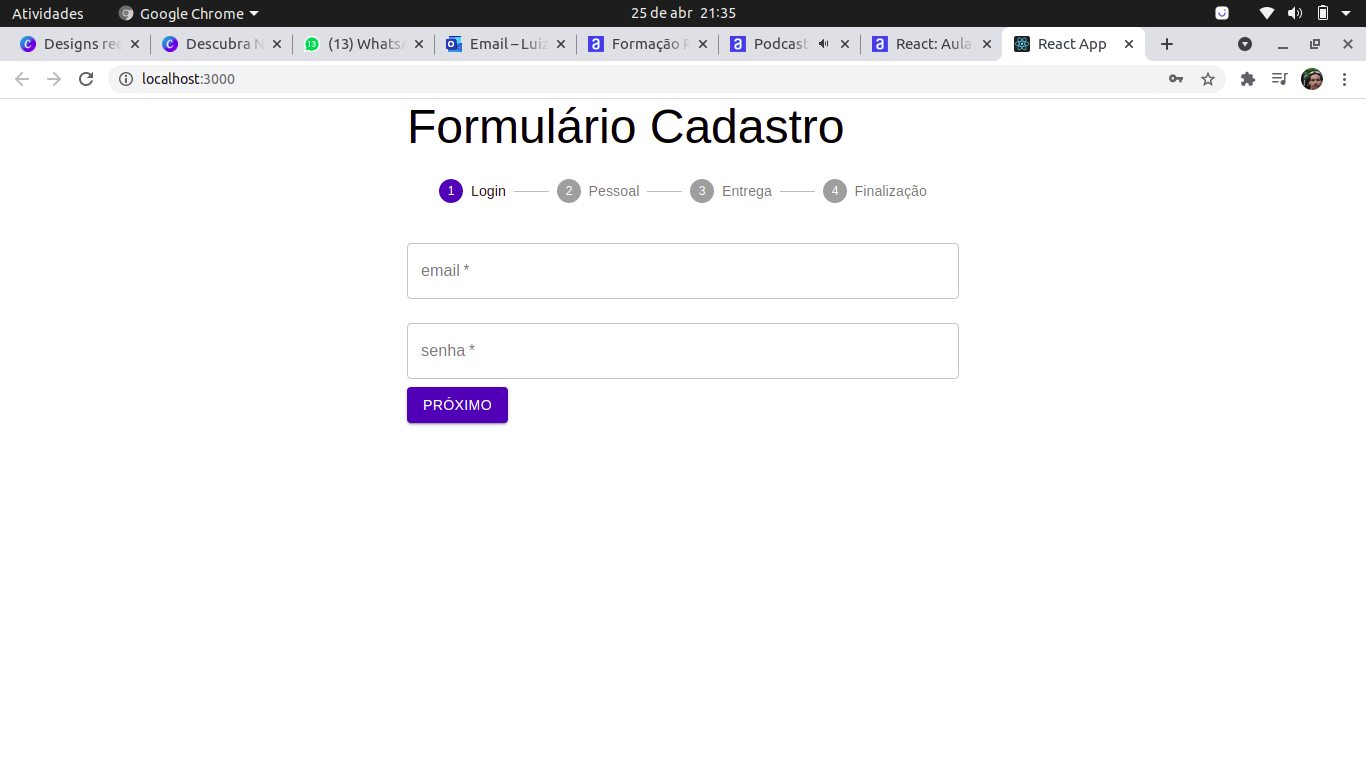 Atividades Google Chrome 25 de abr 21:35
Designs rec Descubra N (13) WhatsA Email – Luiz Formação R Podcast React: Aula React App
localhost:3000
Formulário Cadastro
1 Login 2 Pessoal 3 Entrega 4 Finalização
email *
senha *
PRÓXIMO